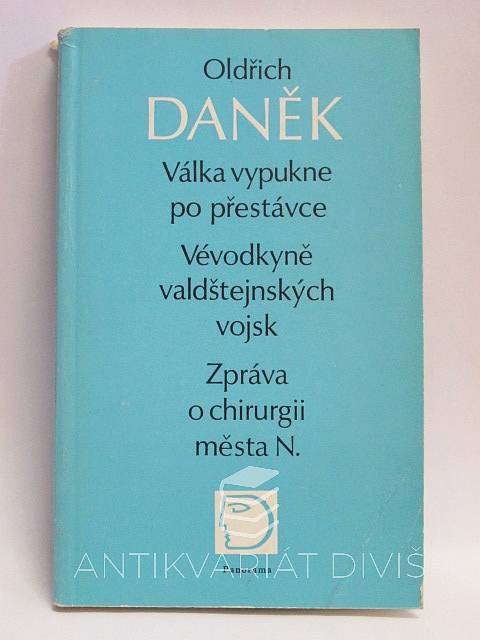 Oldřich
DANĚK
Válka vypukne
po přestávce
Vévodkyně
valdštejnských
vojsk
Zpráva
o chirurgii
města N.
Panorama
ANTIKVARIÁT DIVIŠ